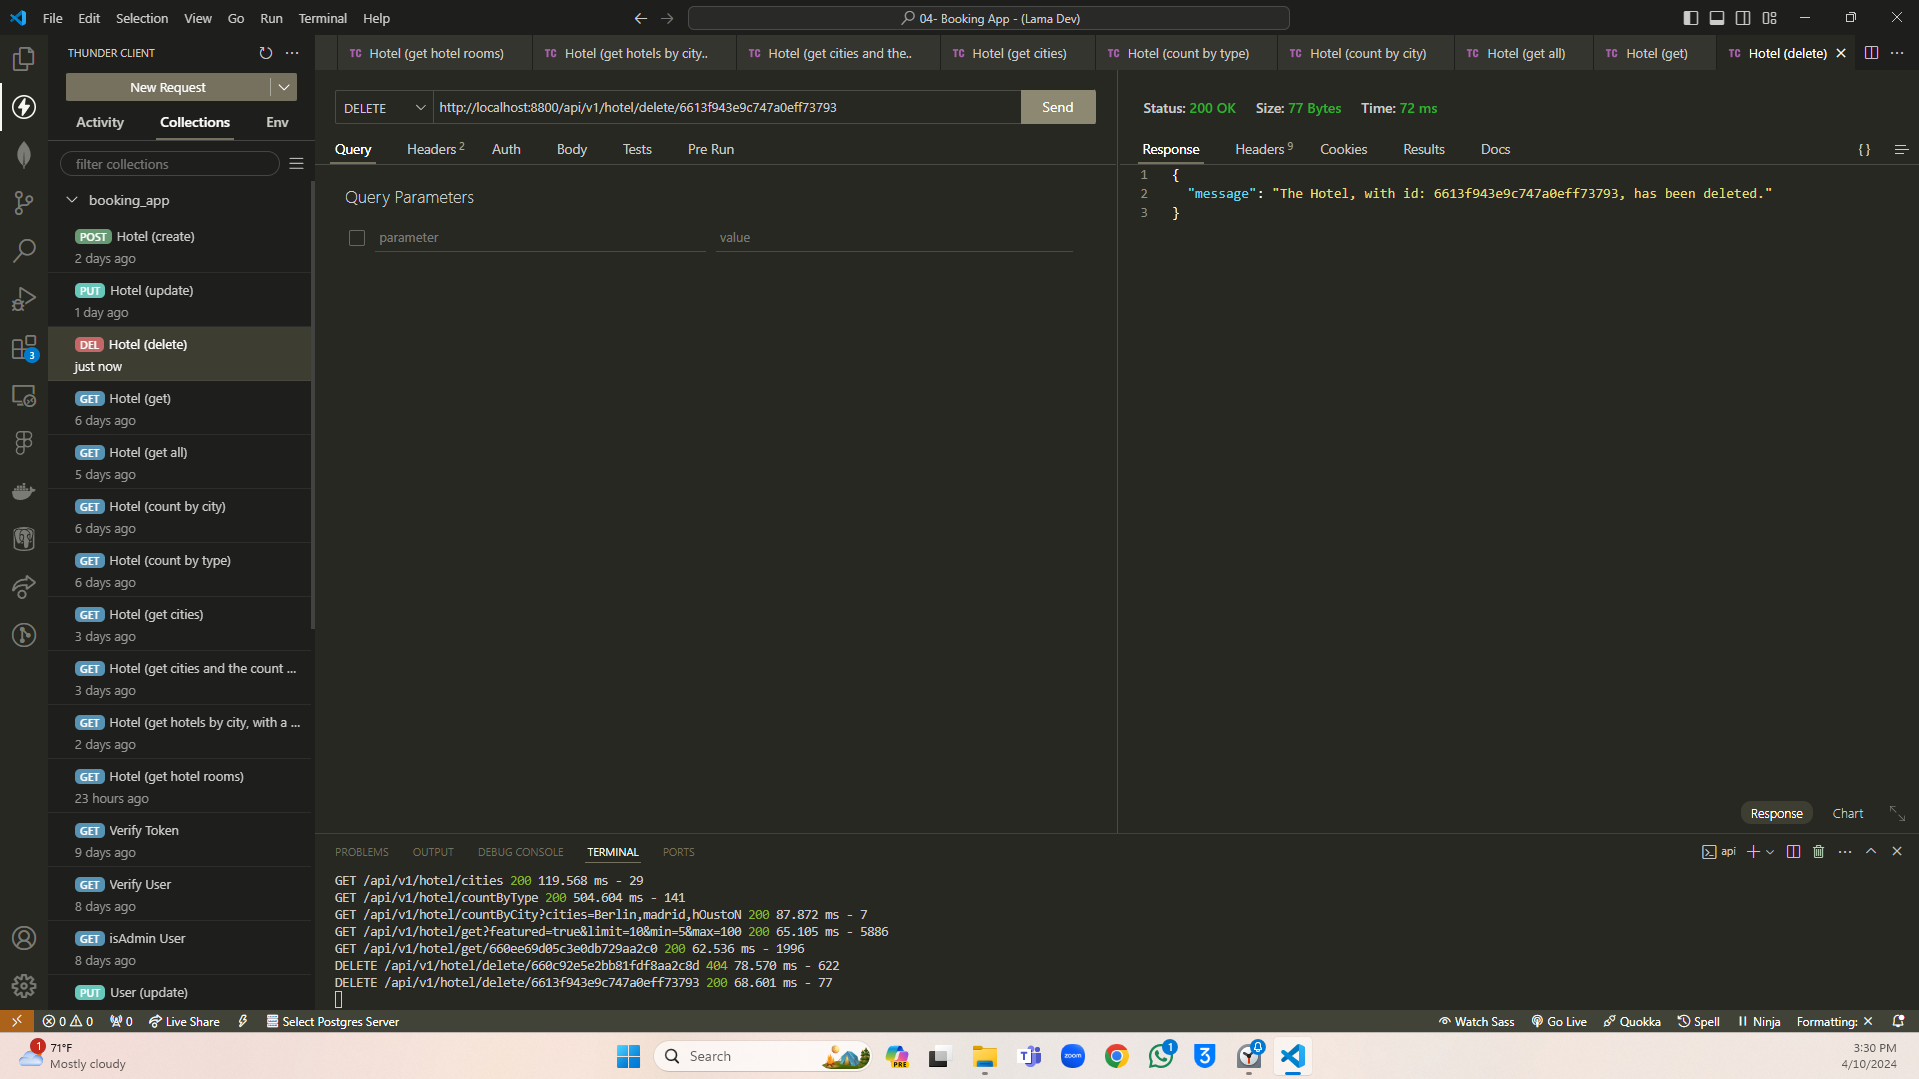 File Edit Selection View Go Run Terminal Help
04- Booking App - (Lama Dev)
THUNDER CLIENT
New Request
Activity Collections Env
filter collections
booking_app
POST Hotel (create)
2 days ago
PUT Hotel (update)
1 day ago
DEL Hotel (delete)
just now
GET Hotel (get)
6 days ago
GET Hotel (get all)
5 days ago
GET Hotel (count by city)
6 days ago
GET Hotel (count by type)
6 days ago
GET Hotel (get cities)
3 days ago
GET Hotel (get cities and the count ...
3 days ago
GET Hotel (get hotels by city, with a ...
2 days ago
GET Hotel (get hotel rooms)
23 hours ago
GET Verify Token
9 days ago
GET Verify User
8 days ago
GET isAdmin User
8 days ago
PUT User (update)
3
TC Hotel (get hotel rooms) TC Hotel (get hotels by city.. TC Hotel (get cities and the.. TC Hotel (get cities) TC Hotel (count by type) TC Hotel (count by city) TC Hotel (get all) TC Hotel (get) TC Hotel (delete)
DELETE http://localhost:8800/api/v1/hotel/delete/6613f943e9c747a0eff73793 Send
Query Headers 2 Auth Body Tests Pre Run
Query Parameters
parameter value
Status: 200 OK Size: 77 Bytes Time: 72 ms
Response Headers 9 Cookies Results Docs {}
1 {
2 "message": "The Hotel, with id: 6613f943e9c747a0eff73793, has been deleted."
3 }
Response Chart
PROBLEMS OUTPUT DEBUG CONSOLE TERMINAL PORTS
api
GET /api/v1/hotel/cities 200 119.568 ms - 29
GET /api/v1/hotel/countByType 200 504.604 ms - 141
GET /api/v1/hotel/countByCity?cities=Berlin,madrid,hOustoN 200 87.872 ms - 7
GET /api/v1/hotel/get?featured=true&limit=10&min=5&max=100 200 65.105 ms - 5886
GET /api/v1/hotel/get/660ee69d05c3e0db729aa2c0 200 62.536 ms - 1996
DELETE /api/v1/hotel/delete/660c92e5e2bb81fdf8aa2c8d 404 78.570 ms - 622
DELETE /api/v1/hotel/delete/6613f943e9c747a0eff73793 200 68.601 ms - 77
0 0 0 Live Share Select Postgres Server Watch Sass Go Live Quokka Spell Ninja Formatting:
1 71°F
Mostly cloudy
Search
PRE
zoom
1
3
3:30 PM
4/10/2024